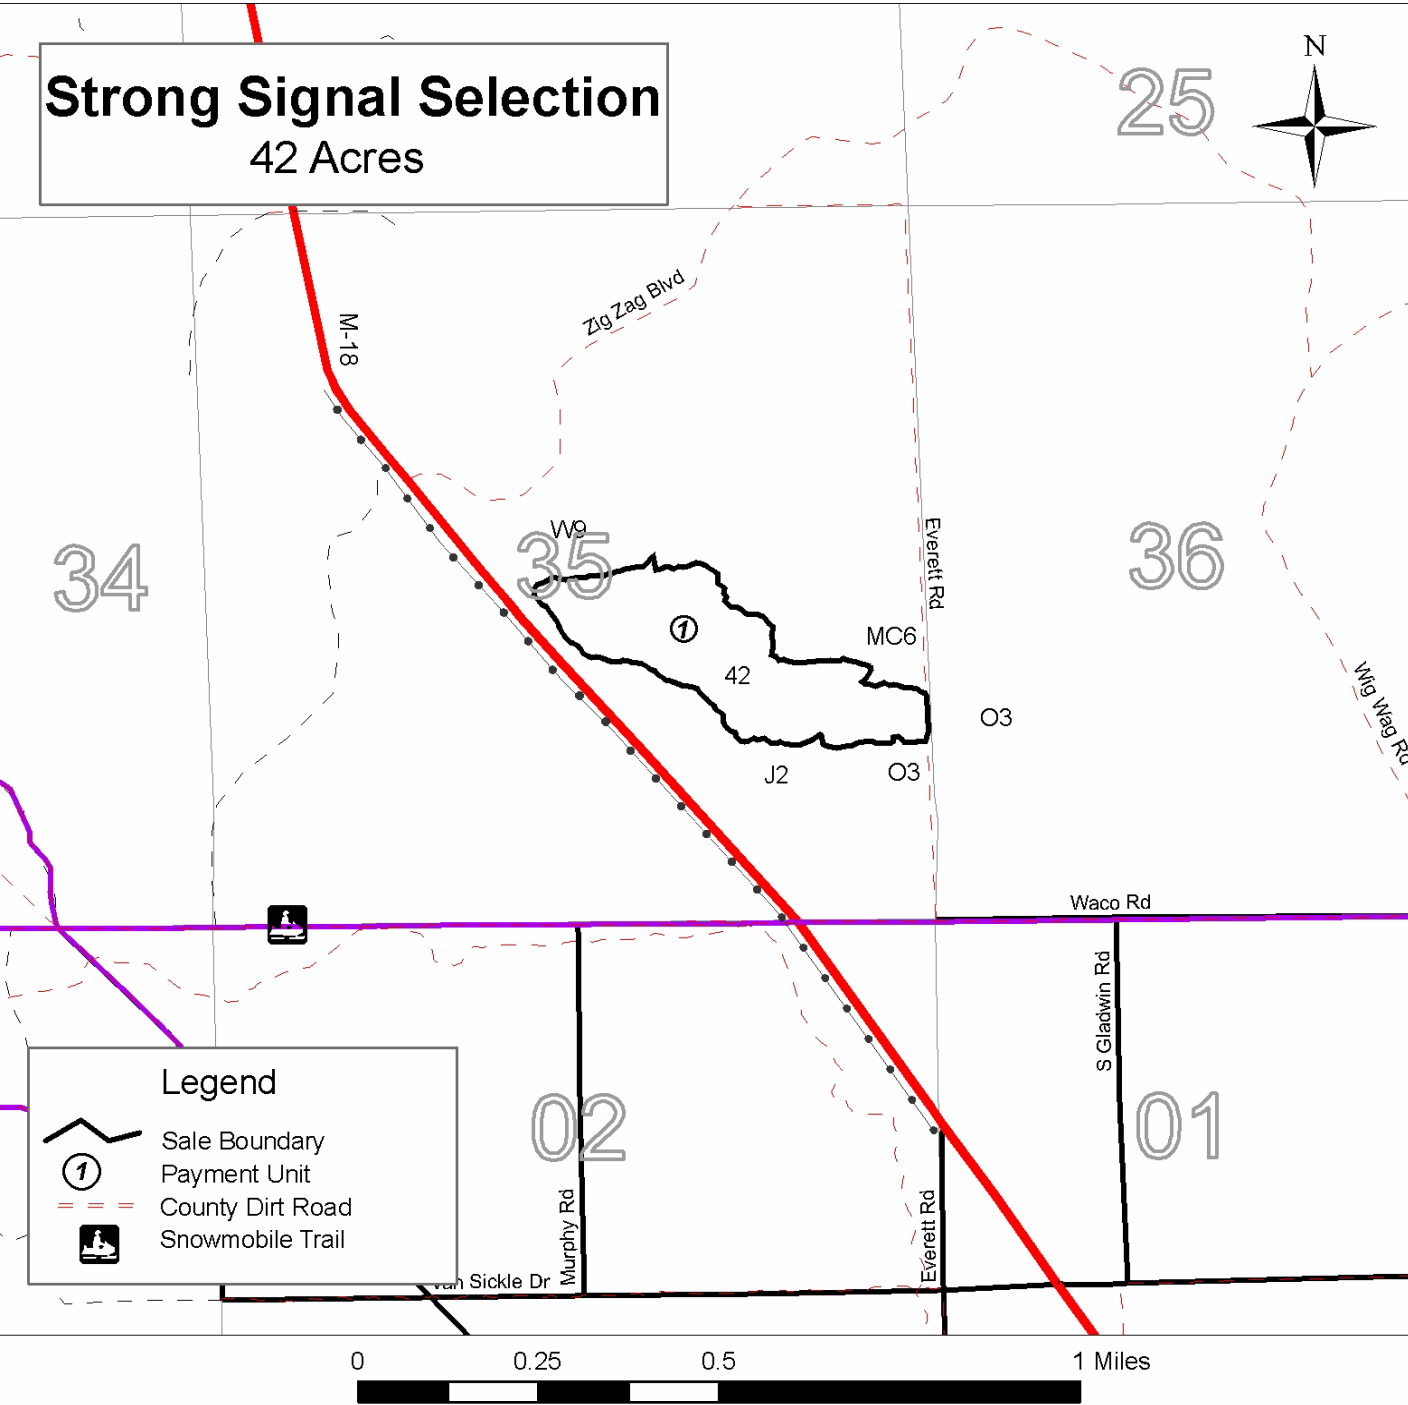 Strong Signal Selection
42 Acres
25
N
Zig Zag Blvd
M-18
W9
35
34
36
Everett Rd
1
MC6
42
O3
Wig Wag Rd
J2
O3
Waco Rd
S Gladwin Rd
02
01
Murphy Rd
Everett Rd
Legend
Sale Boundary
1
Payment Unit
County Dirt Road
Snowmobile Trail
Van Sickle Dr
0
0.25
0.5
1 Miles